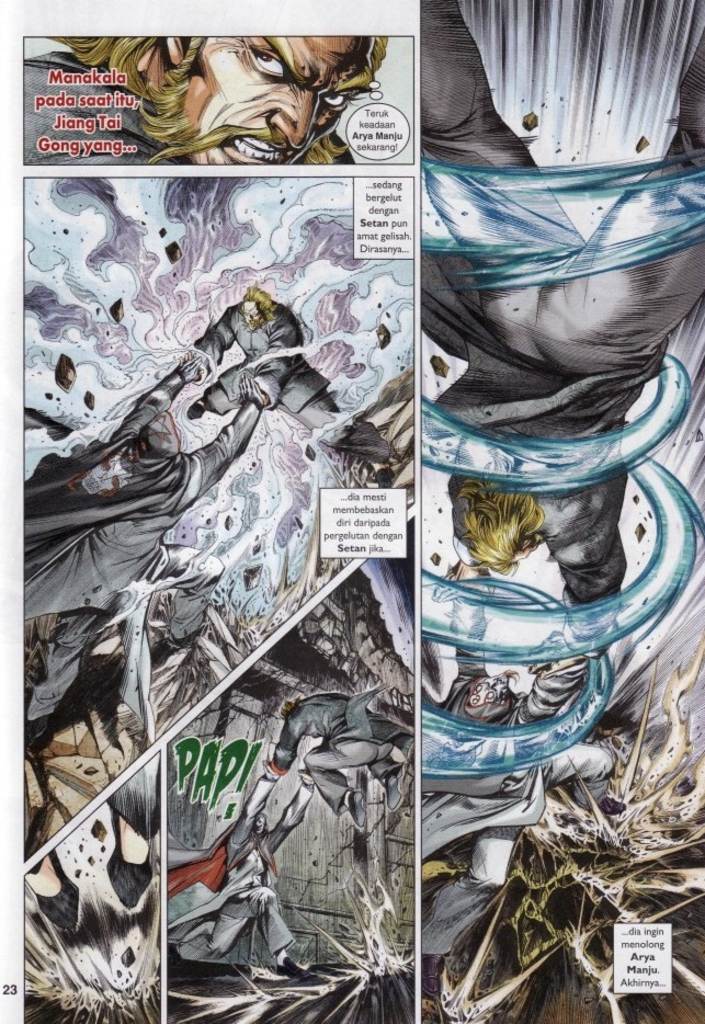 Manakala
pada saat itu,
Jiang Tai
Gong yang...
Teruk
keadaan
Arya Manju
sekarang!
...sedang
bergelut
dengan
Setan pun
amat gelisah.
Dirasanya...
...dia mesti
membebaskan
diri daripada
pergelutan dengan
Setan jika...
PAP!
...dia ingin
menolong
Arya
Manju.
Akhirnya...
23